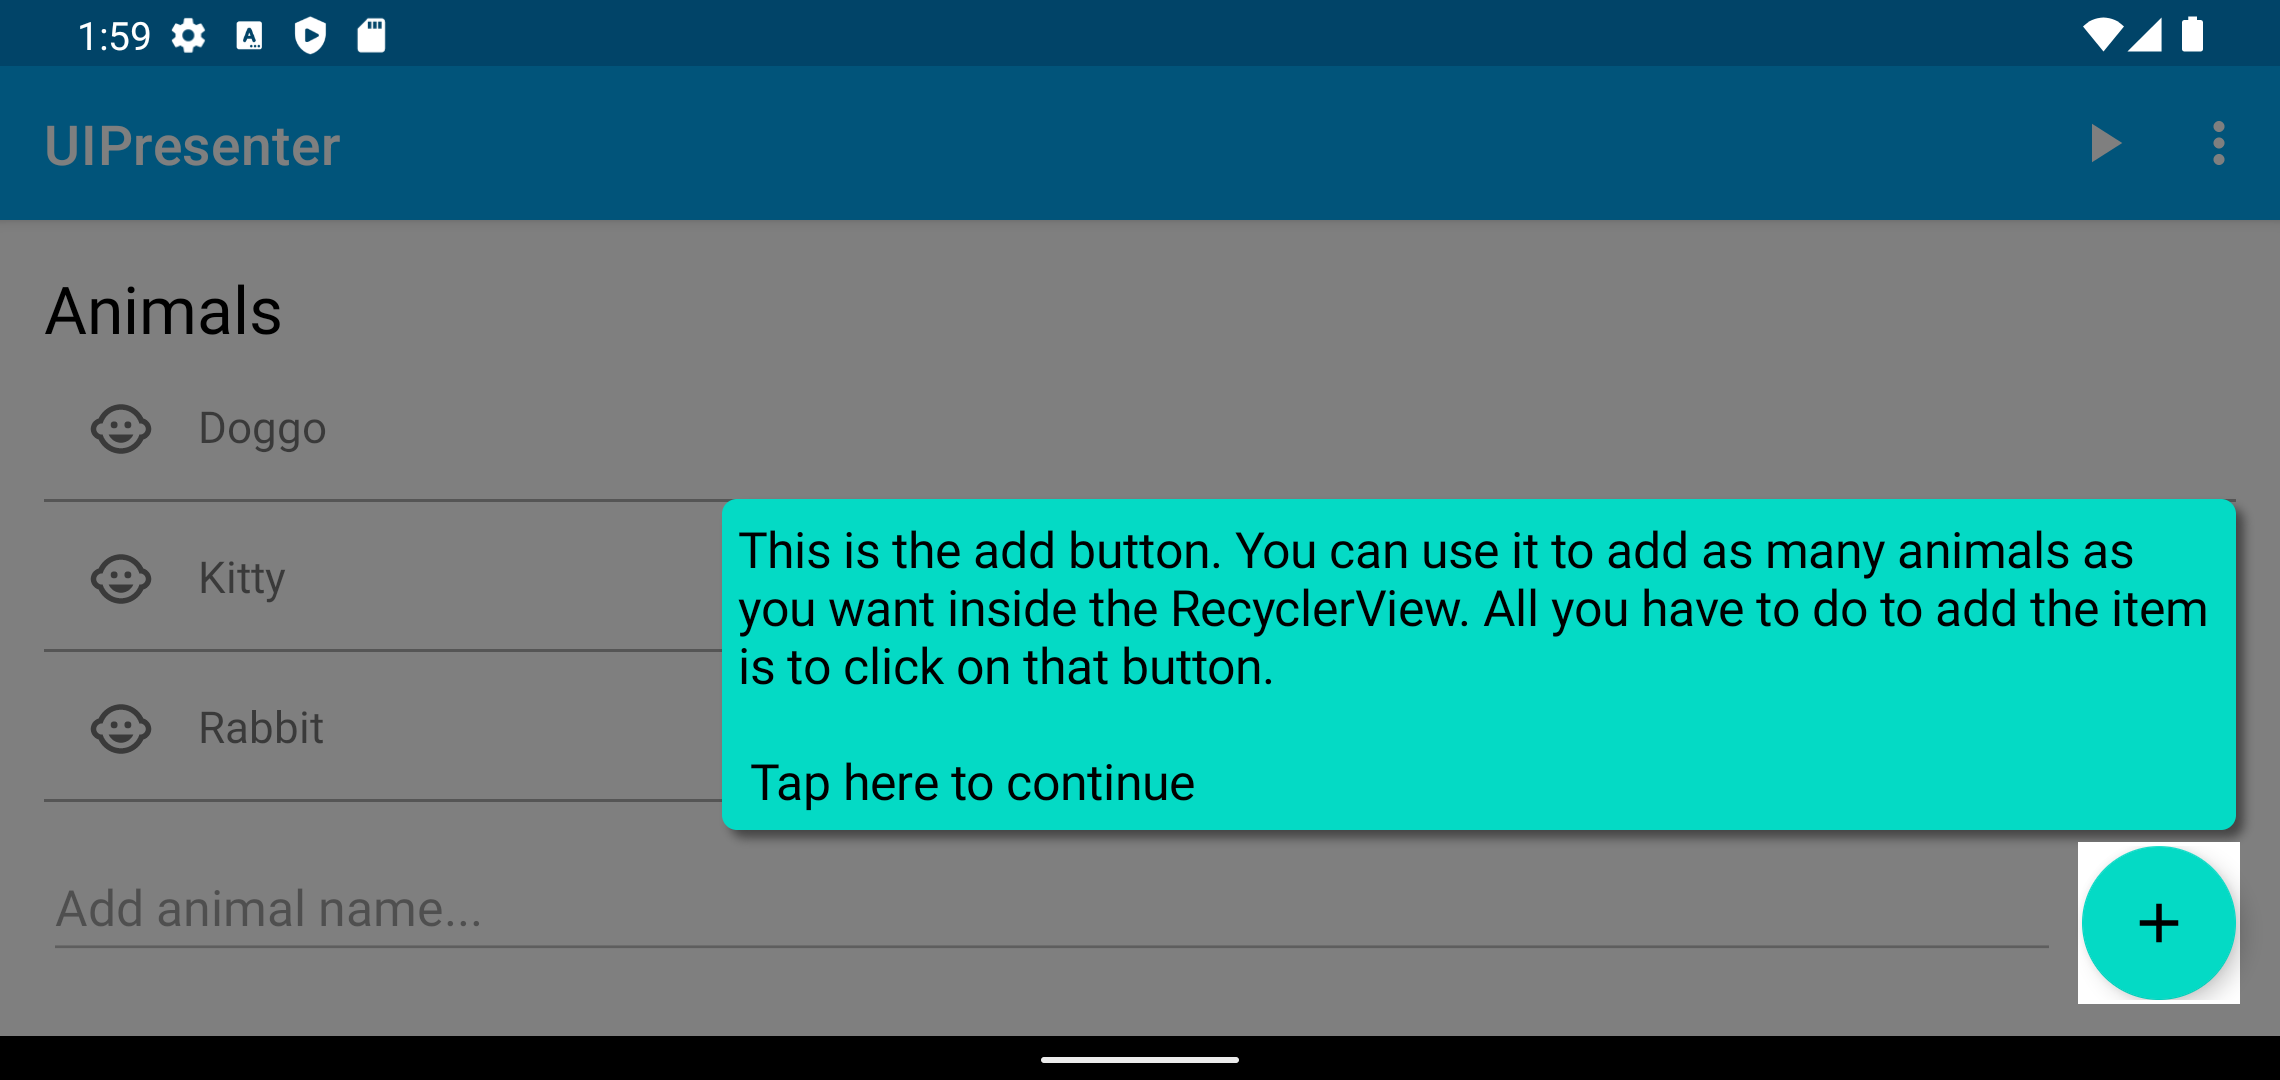 1:59
UIPresenter
Animals
Doggo
Kitty
Rabbit
This is the add button. You can use it to add as many animals as
you want inside the RecyclerView. All you have to do to add the item
is to click on that button.
Tap here to continue
Add animal name...